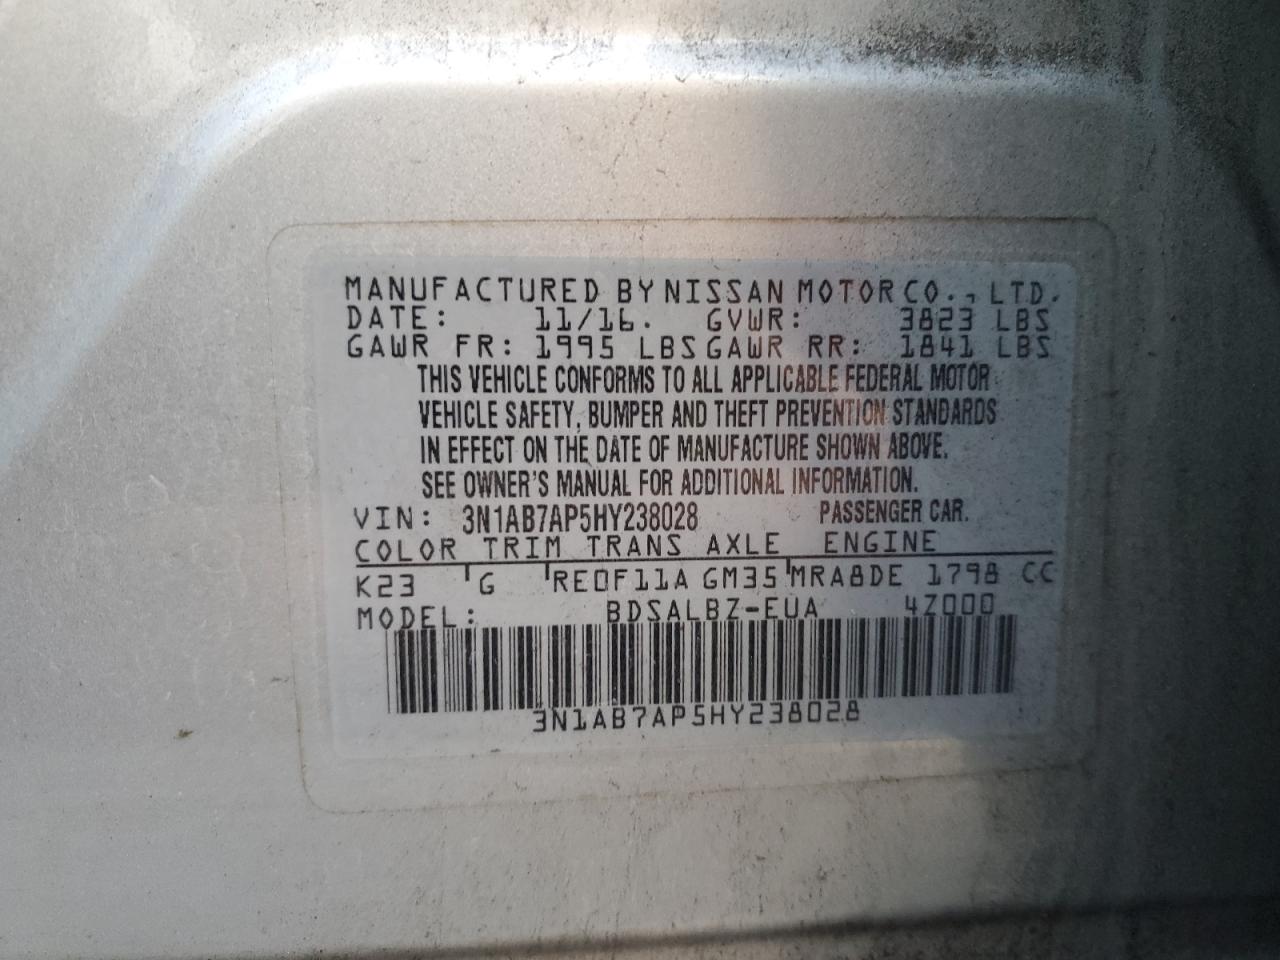 MANUFACTURED BY NISSAN MOTOR CO., LTD.
DATE: 11/16. GVWR: 3823 LBS
GAWR FR: 1995 LBS GAWR RR: 1841 LBS
THIS VEHICLE CONFORMS TO ALL APPLICABLE FEDERAL MOTOR
VEHICLE SAFETY, BUMPER AND THEFT PREVENTION STANDARDS
IN EFFECT ON THE DATE OF MANUFACTURE SHOWN ABOVE.
SEE OWNER'S MANUAL FOR ADDITIONAL INFORMATION.
VIN: 3N1AB7AP5HY238028 PASSENGER CAR.
COLOR TRIM TRANS AXLE ENGINE
K23 G RE0F11A GM35 MRA8DE 1798 CC
MODEL: BDSALBZ-EUA 4Z000
3N1AB7AP5HY238028